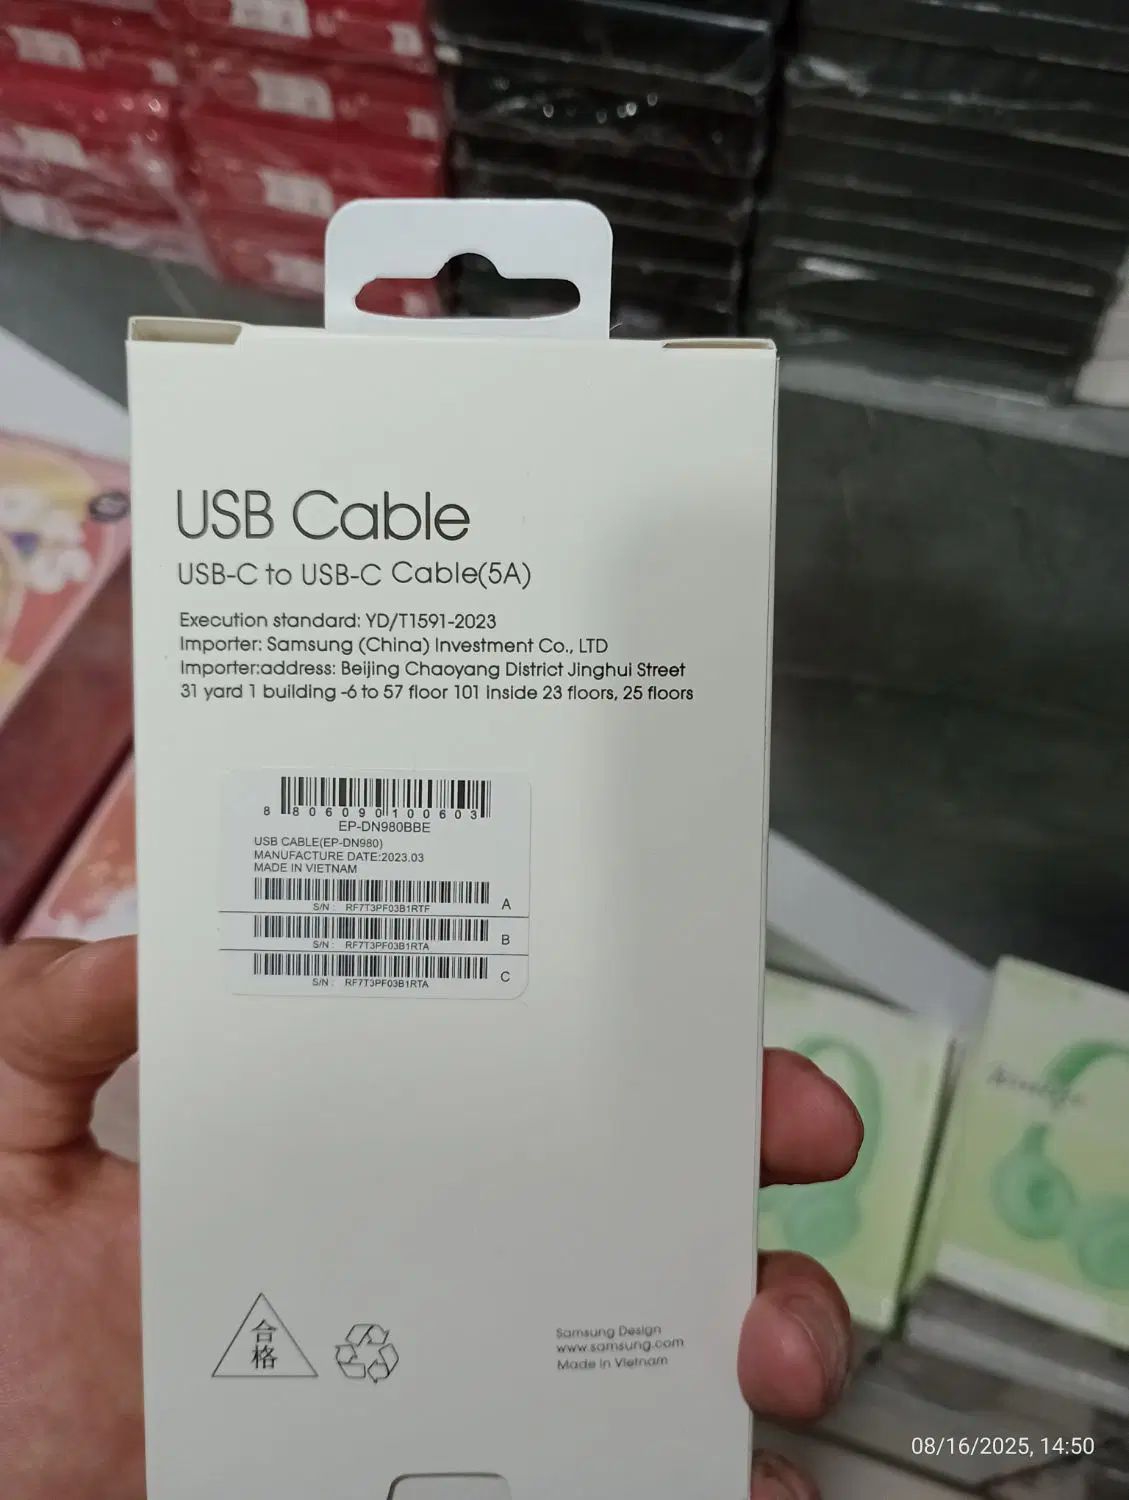 USB Cable
USB-C to USB-C Cable(5A)
Execution standard: YD/T1591-2023
Importer: Samsung (China) Investment Co., LTD
Importer:address: Beijing Chaoyang District Jinghui Street
31 yard 1 building -6 to 57 floor 101 inside 23 floors, 25 floors
8 806090 100603
EP-DN980BBE
USB CABLE(EP-DN980)
MANUFACTURE DATE:2023.03
MADE IN VIETNAM
S/N : RF7T3PF03B1RTF A
S/N : RF7T3PF03B1RTA B
S/N : RF7T3PF03B1RTA C
合格
Samsung Design
www.samsung.com
Made in Vietnam
08/16/2025, 14:50